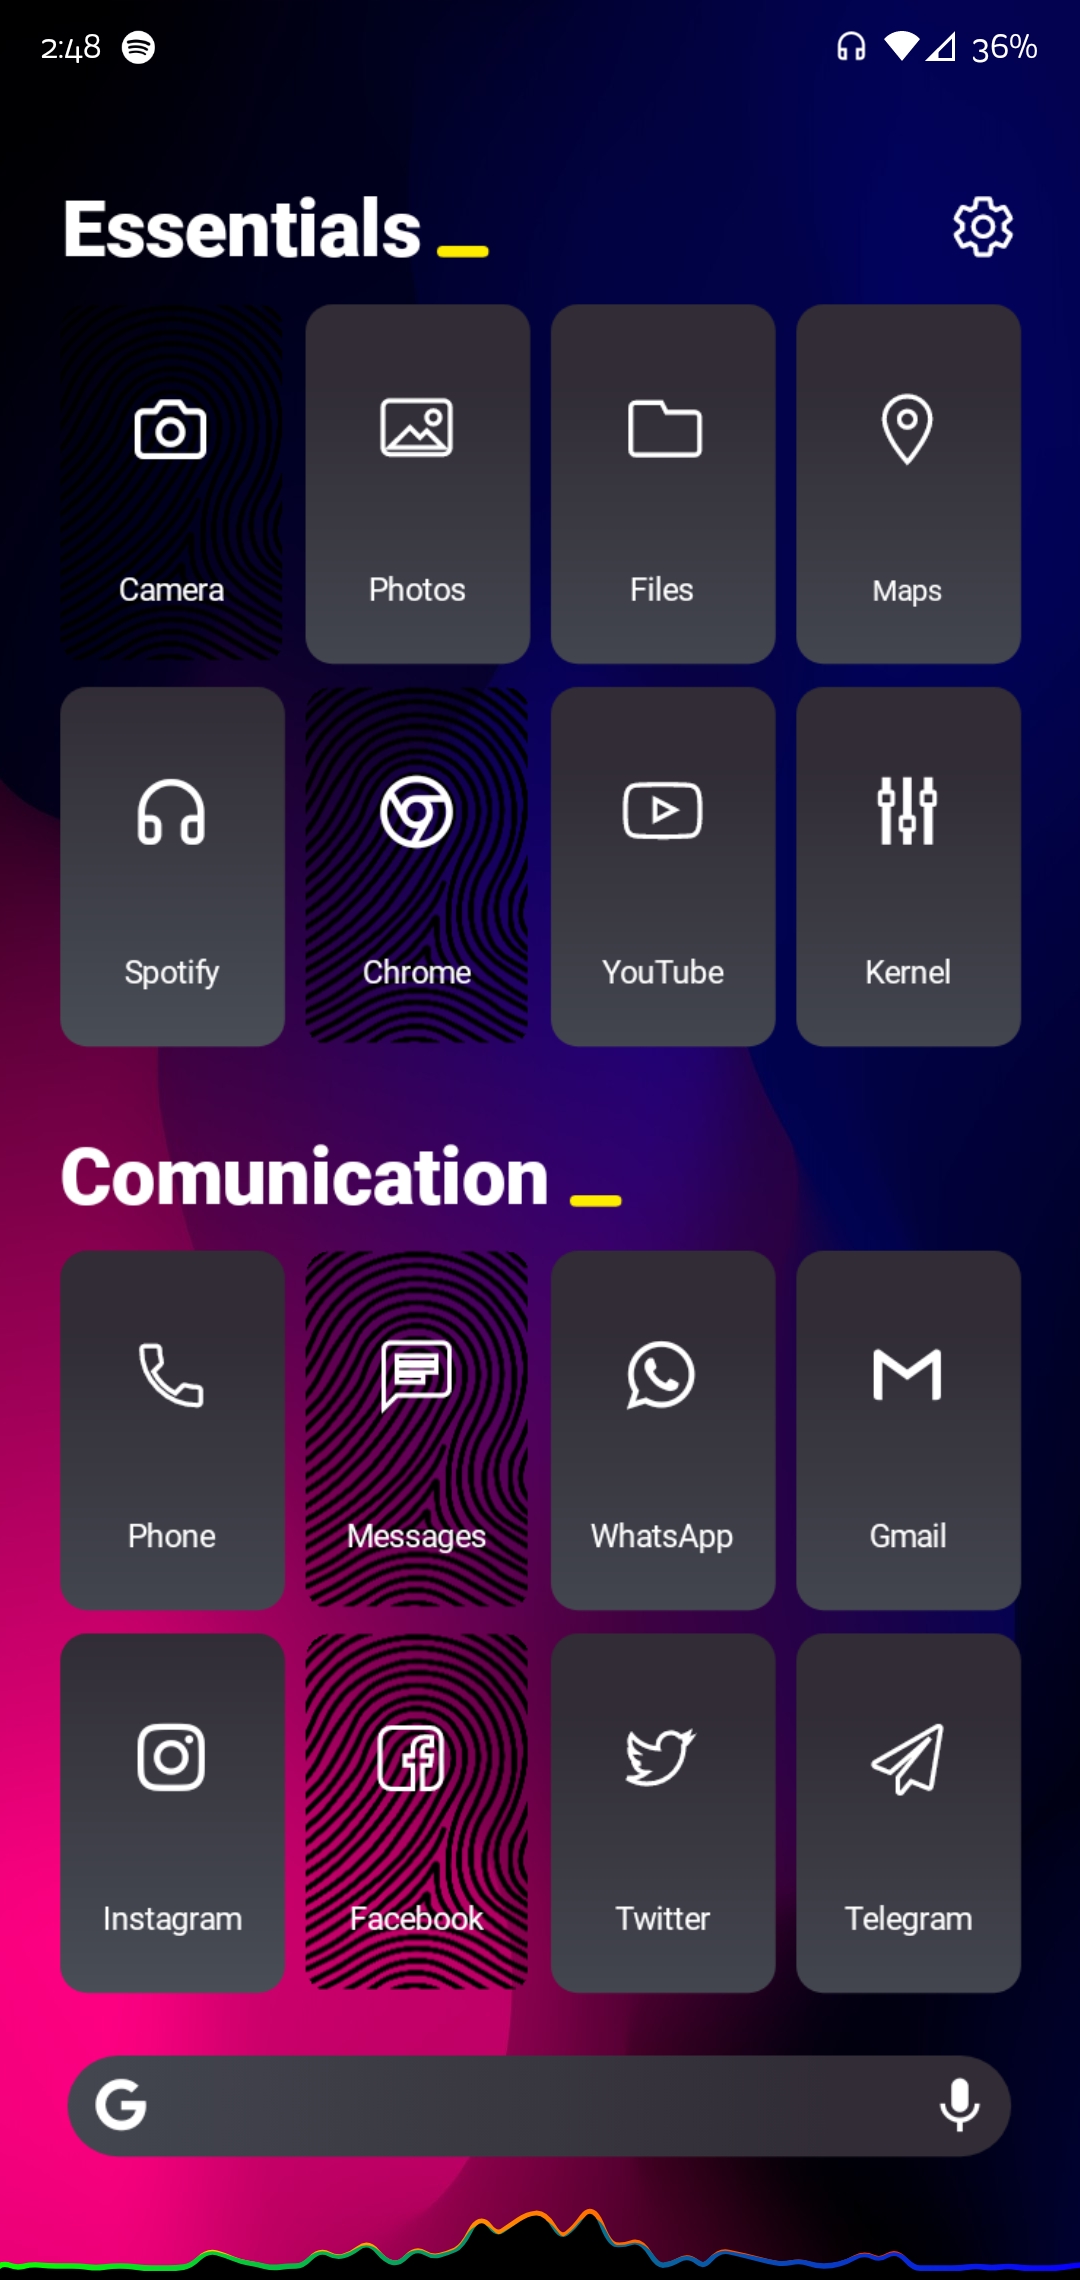 2:48 36%
Essentials
Camera Photos Files Maps
Spotify Chrome YouTube Kernel
Comunication
Phone Messages WhatsApp Gmail
Instagram Facebook Twitter Telegram